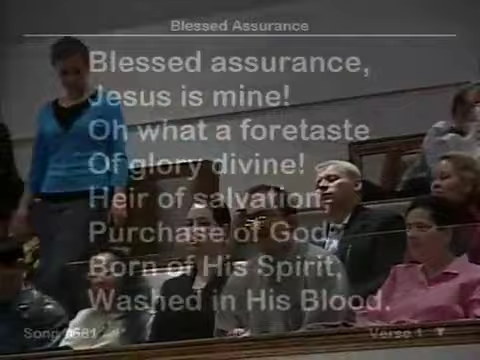 Blessed Assurance
Blessed assurance,
Jesus is mine!
Oh what a foretaste
Of glory divine!
Heir of salvation,
Purchase of God,
Born of His Spirit,
Washed in His Blood.
Song #681
Verse 1 ▼